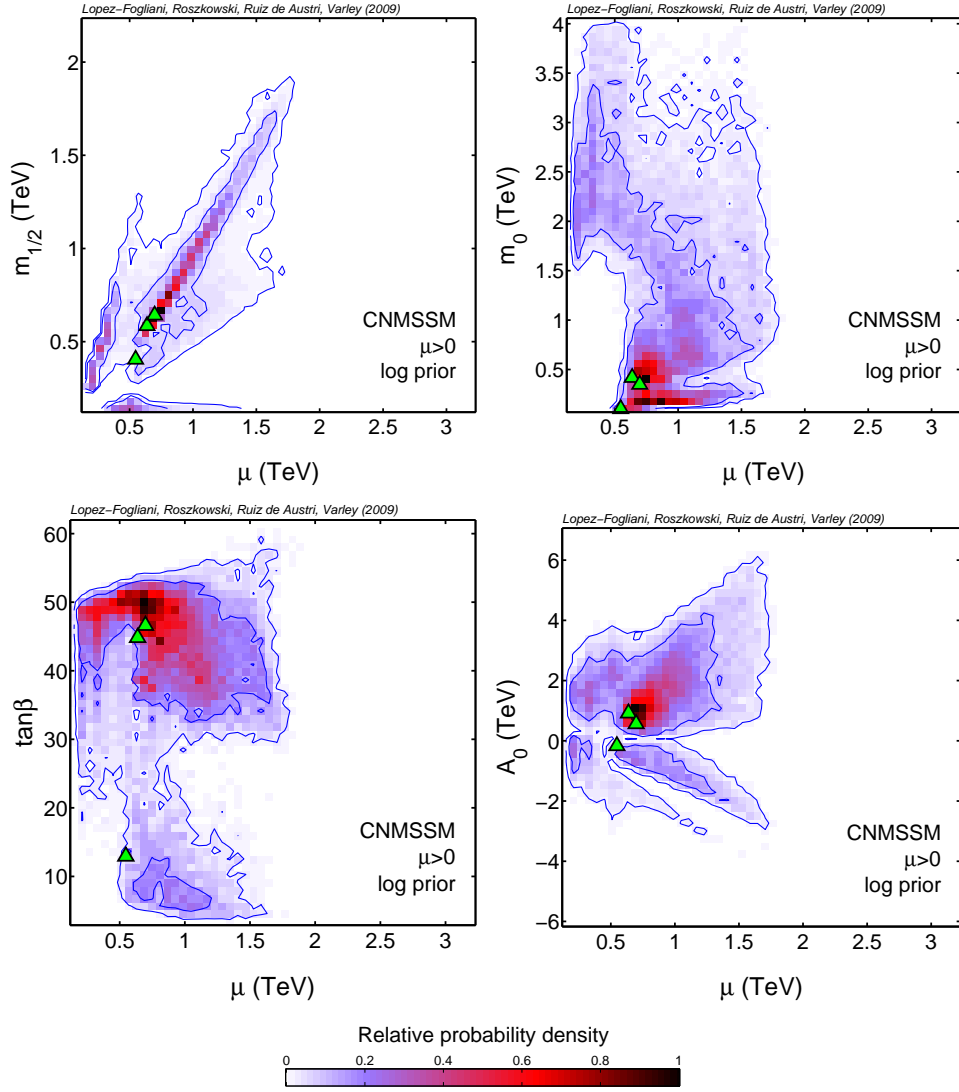 Lopez−Fogliani, Roszkowski, Ruiz de Austri, Varley (2009)
m1/2 (TeV)
2
1.5
1
0.5
CNMSSM
μ>0
log prior
0.5 1 1.5 2 2.5 3
μ (TeV)
Lopez−Fogliani, Roszkowski, Ruiz de Austri, Varley (2009)
m0 (TeV)
4
3.5
3
2.5
2
1.5
1
0.5
CNMSSM
μ>0
log prior
0.5 1 1.5 2 2.5 3
μ (TeV)
Lopez−Fogliani, Roszkowski, Ruiz de Austri, Varley (2009)
tanβ
60
50
40
30
20
10
CNMSSM
μ>0
log prior
0.5 1 1.5 2 2.5 3
μ (TeV)
Lopez−Fogliani, Roszkowski, Ruiz de Austri, Varley (2009)
A0 (TeV)
6
4
2
0
−2
−4
−6
CNMSSM
μ>0
log prior
0.5 1 1.5 2 2.5 3
μ (TeV)
Relative probability density
0 0.2 0.4 0.6 0.8 1